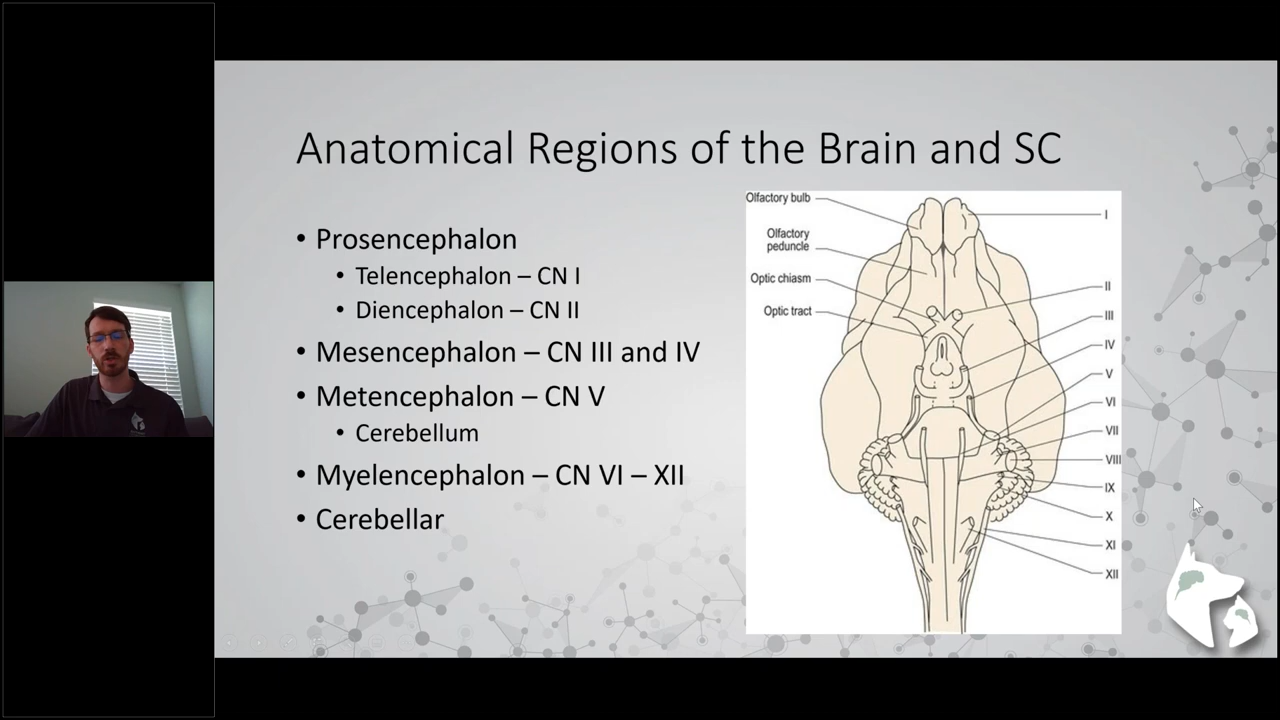 Anatomical Regions of the Brain and SC
• Prosencephalon
• Telencephalon – CN I
• Diencephalon – CN II
• Mesencephalon – CN III and IV
• Metencephalon – CN V
• Cerebellum
• Myelencephalon – CN VI – XII
• Cerebellar
Olfactory bulb
Olfactory
peduncle
Optic chiasm
Optic tract
I
II
III
IV
V
VI
VII
VIII
IX
X
XI
XII